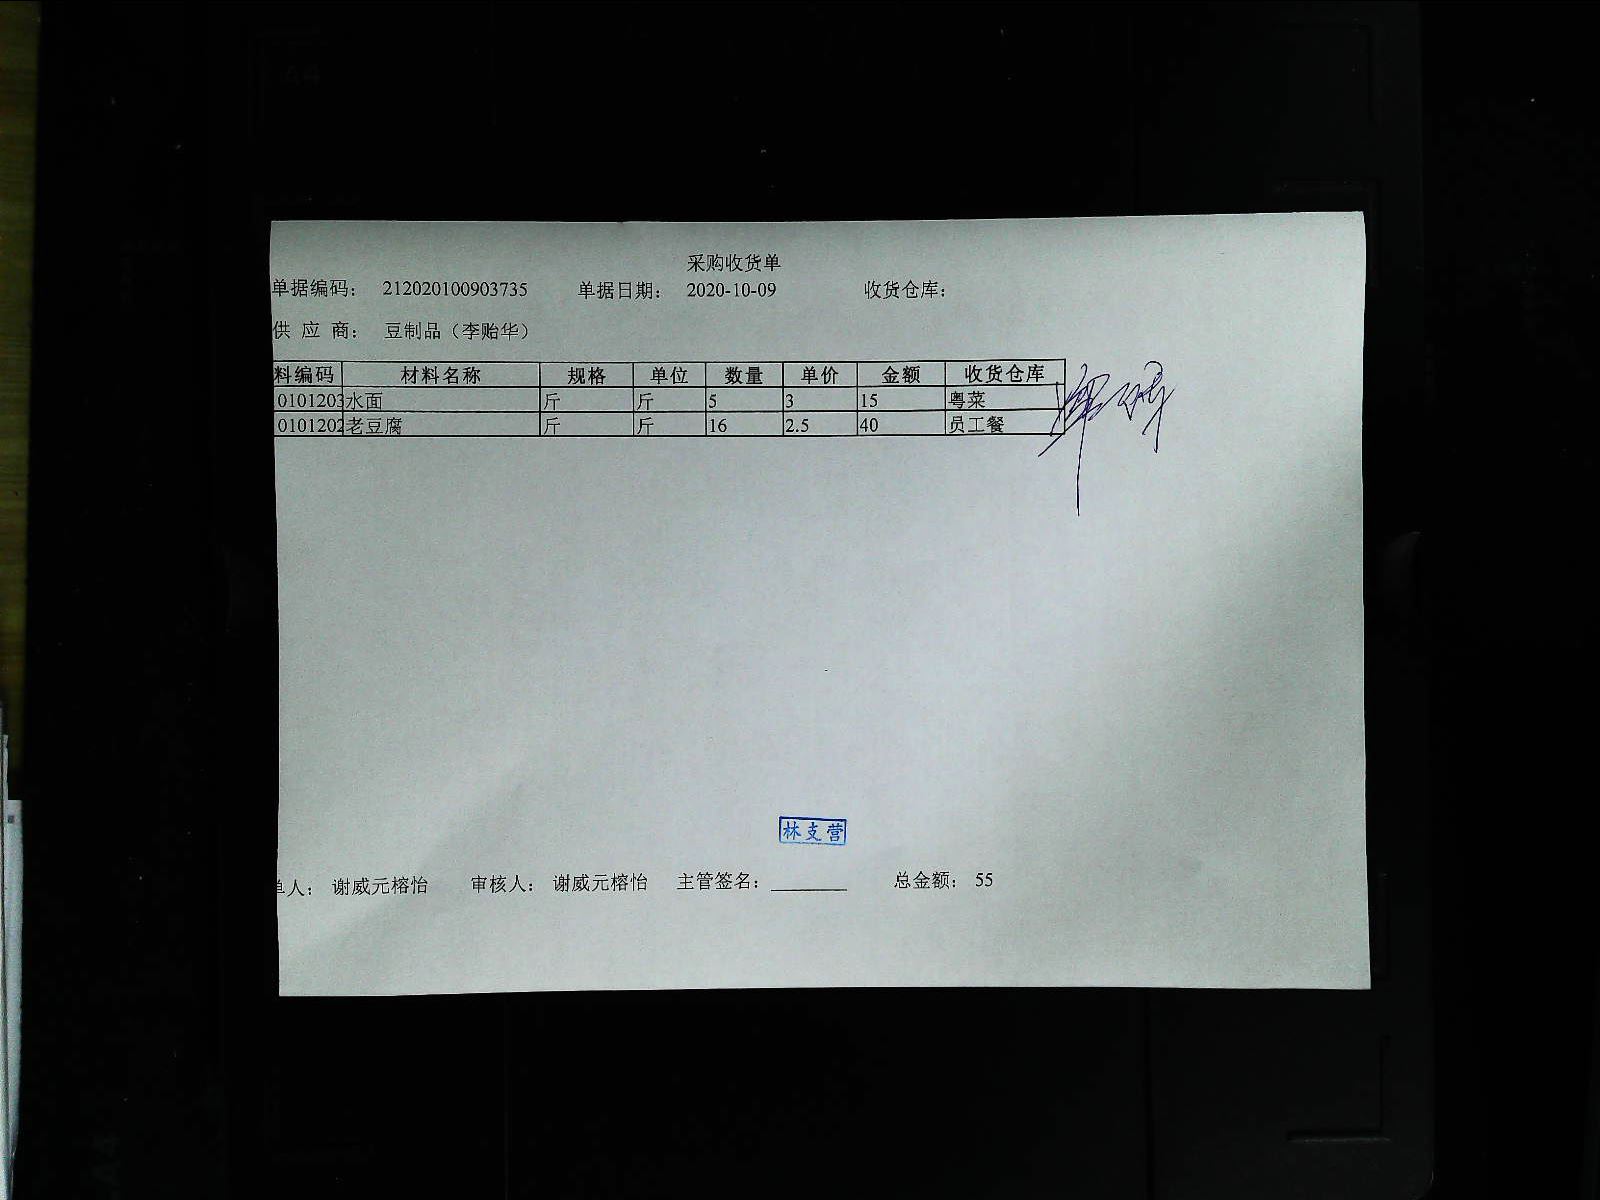 采购收货单
单据编码： 212020100903735 单据日期： 2020-10-09 收货仓库：
供 应 商： 豆制品（李贻华）
料编码 材料名称 规格 单位 数量 单价 金额 收货仓库
0101203 水面 斤 斤 5 3 15 粤菜
0101202 老豆腐 斤 斤 16 2.5 40 员工餐
林支营
单人： 谢威元榕怡 审核人： 谢威元榕怡 主管签名： 总金额： 55